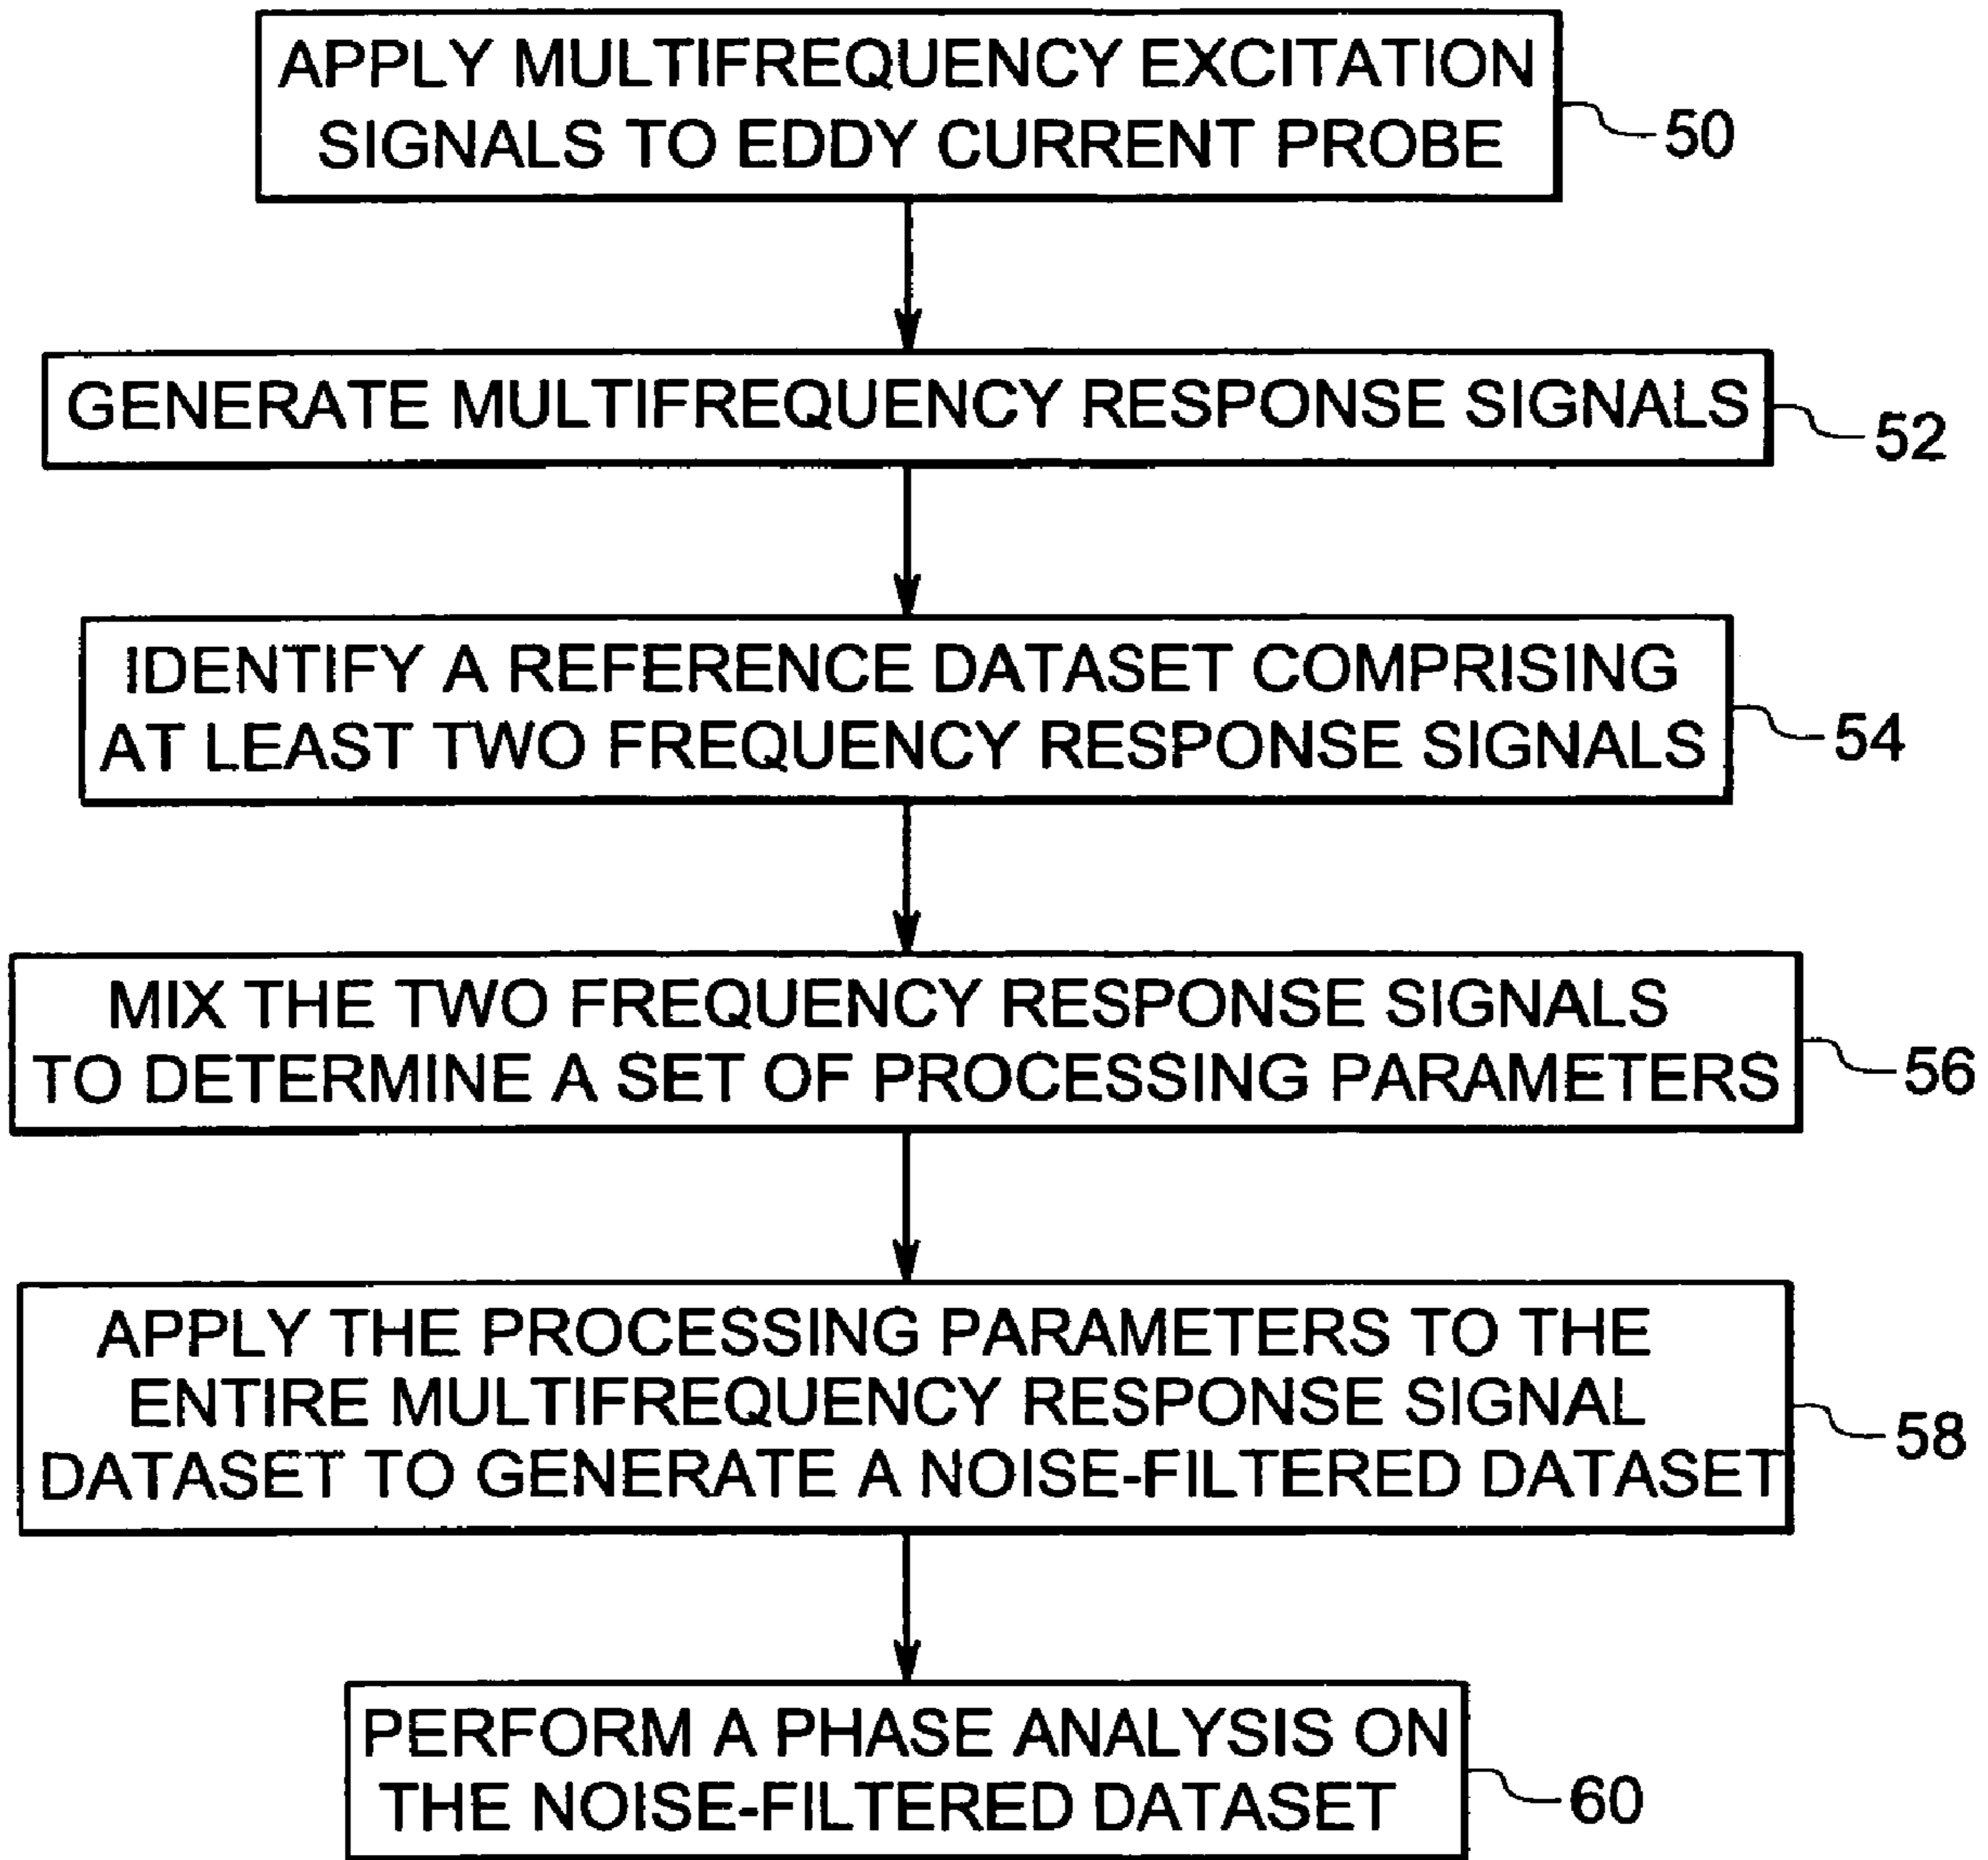 APPLY MULTIFREQUENCY EXCITATION
SIGNALS TO EDDY CURRENT PROBE
50
GENERATE MULTIFREQUENCY RESPONSE SIGNALS
52
IDENTIFY A REFERENCE DATASET COMPRISING
AT LEAST TWO FREQUENCY RESPONSE SIGNALS
54
MIX THE TWO FREQUENCY RESPONSE SIGNALS
TO DETERMINE A SET OF PROCESSING PARAMETERS
56
APPLY THE PROCESSING PARAMETERS TO THE
ENTIRE MULTIFREQUENCY RESPONSE SIGNAL
DATASET TO GENERATE A NOISE-FILTERED DATASET
58
PERFORM A PHASE ANALYSIS ON
THE NOISE-FILTERED DATASET
60